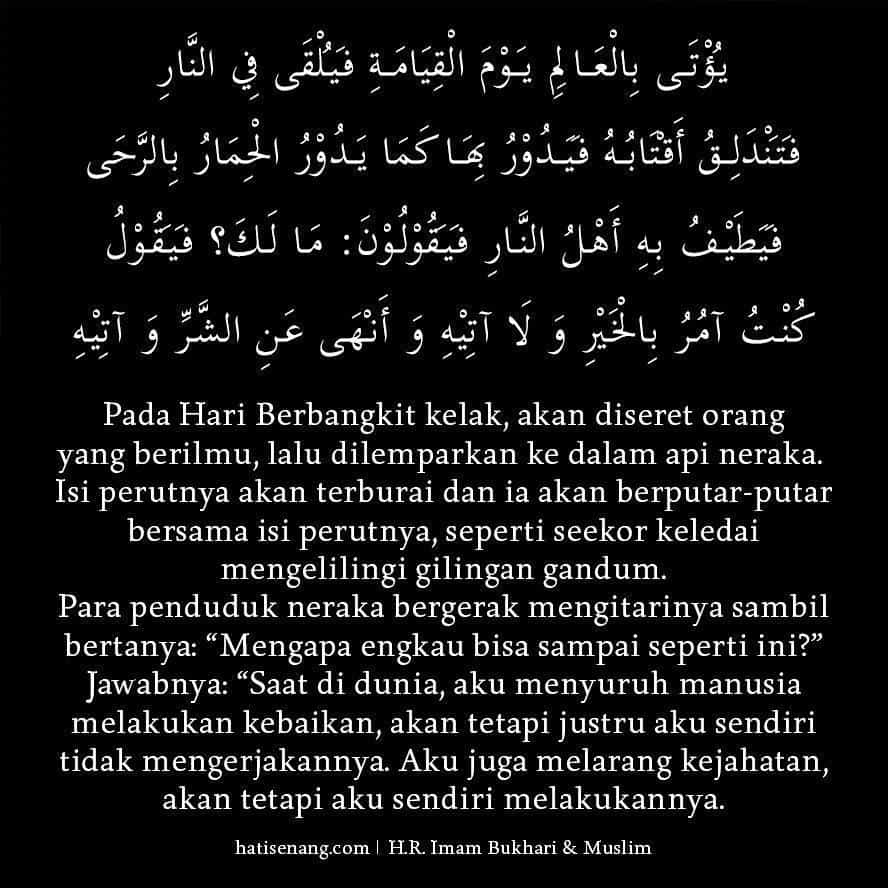 يُؤْتَى بِالْعَالِمِ يَوْمَ الْقِيَامَةِ فَيُلْقَى فِي النَّارِ
فَتَنْدَلِقُ أَقْتَابُهُ فَيَدُوْرُ بِهَا كَمَا يَدُوْرُ الْحِمَارُ بِالرَّحَى
فَيَطِيْفُ بِهِ أَهْلُ النَّارِ فَيَقُوْلُوْنَ: مَا لَكَ؟ فَيَقُوْلُ
كُنْتُ آمُرُ بِالْخَيْرِ وَ لَا آتِيْهِ وَ أَنْهَى عَنِ الشَّرِّ وَ آتِيْهِ
Pada Hari Berbangkit kelak, akan diseret orang
yang berilmu, lalu dilemparkan ke dalam api neraka.
Isi perutnya akan terburai dan ia akan berputar-putar
bersama isi perutnya, seperti seekor keledai
mengelilingi gilingan gandum.
Para penduduk neraka bergerak mengitarinya sambil
bertanya: “Mengapa engkau bisa sampai seperti ini?”
Jawabnya: “Saat di dunia, aku menyuruh manusia
melakukan kebaikan, akan tetapi justru aku sendiri
tidak mengerjakannya. Aku juga melarang kejahatan,
akan tetapi aku sendiri melakukannya.
hatisenang.com | H.R. Imam Bukhari & Muslim